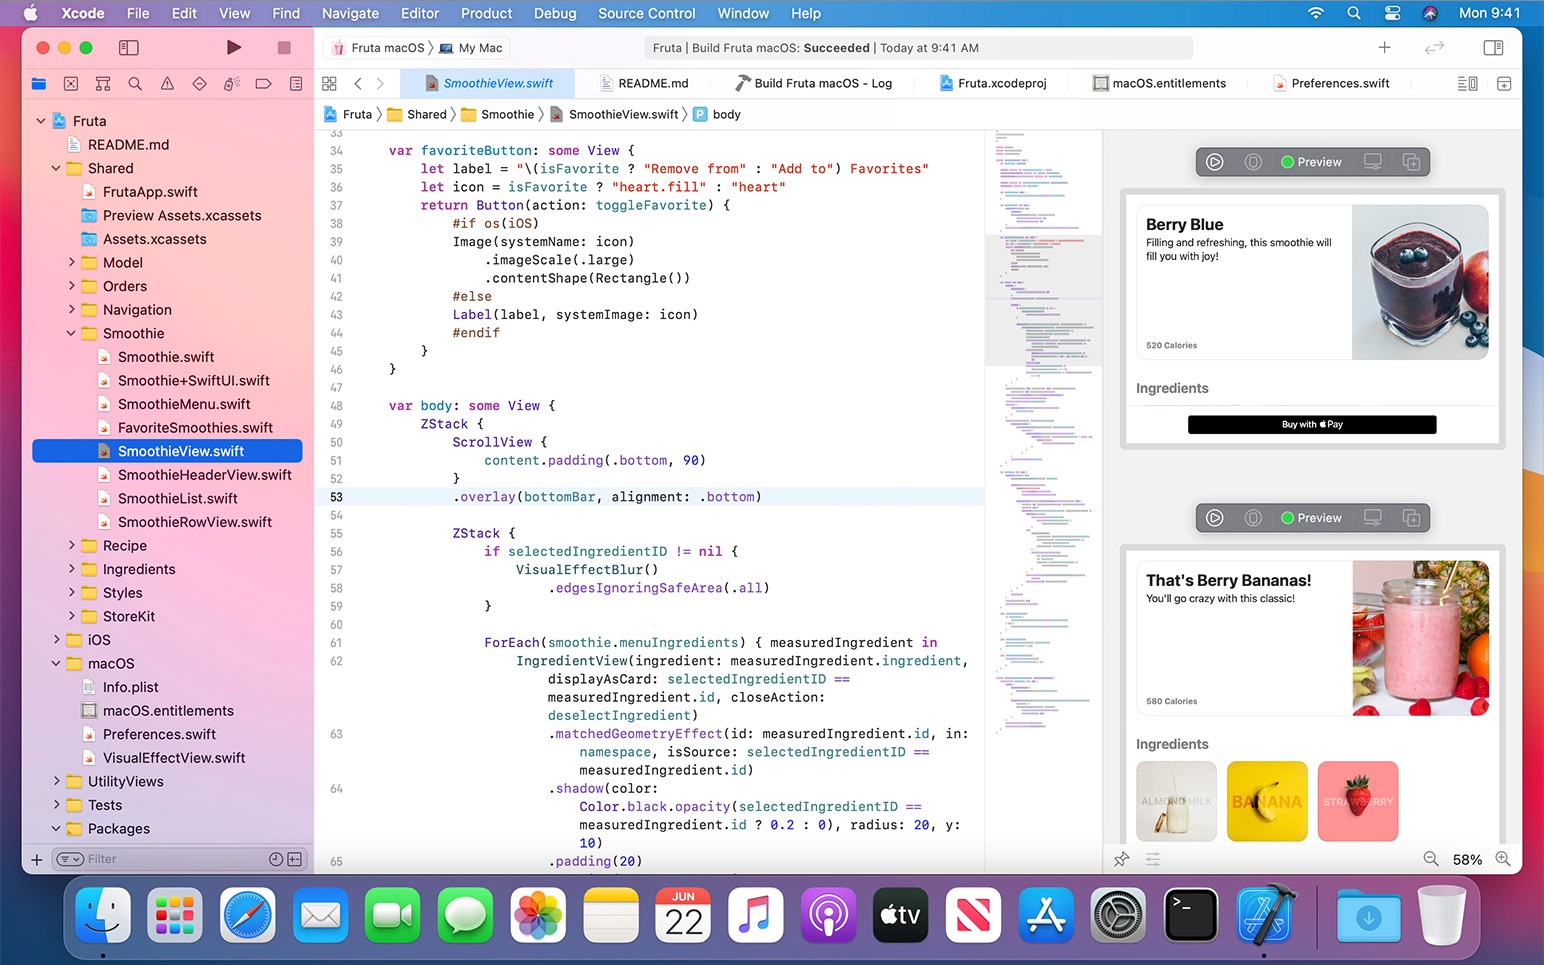 Xcode File Edit View Find Navigate Editor Product Debug Source Control Window Help Mon 9:41
Fruta macOS My Mac Fruta | Build Fruta macOS: Succeeded | Today at 9:41 AM
SmoothieView.swift README.md Build Fruta macOS - Log Fruta.xcodeproj macOS.entitlements Preferences.swift
Fruta Shared Smoothie SmoothieView.swift P body
Fruta
README.md
Shared
FrutaApp.swift
Preview Assets.xcassets
Assets.xcassets
Model
Orders
Navigation
Smoothie
Smoothie.swift
Smoothie+SwiftUI.swift
SmoothieMenu.swift
FavoriteSmoothies.swift
SmoothieView.swift
SmoothieHeaderView.swift
SmoothieList.swift
SmoothieRowView.swift
Recipe
Ingredients
Styles
StoreKit
iOS
macOS
Info.plist
macOS.entitlements
Preferences.swift
VisualEffectView.swift
UtilityViews
Tests
Packages
Filter
33
34 var favoriteButton: some View {
35 let label = "\(isFavorite ? "Remove from" : "Add to") Favorites"
36 let icon = isFavorite ? "heart.fill" : "heart"
37 return Button(action: toggleFavorite) {
38 #if os(iOS)
39 Image(systemName: icon)
40 .imageScale(.large)
41 .contentShape(Rectangle())
42 #else
43 Label(label, systemImage: icon)
44 #endif
45 }
46 }
47
48 var body: some View {
49 ZStack {
50 ScrollView {
51 content.padding(.bottom, 90)
52 }
53 .overlay(bottomBar, alignment: .bottom)
54
55 ZStack {
56 if selectedIngredientID != nil {
57 VisualEffectBlur()
58 .edgesIgnoringSafeArea(.all)
59 }
60
61 ForEach(smoothie.menuIngredients) { measuredIngredient in
62 IngredientView(ingredient: measuredIngredient.ingredient,
displayAsCard: selectedIngredientID ==
measuredIngredient.id, closeAction:
deselectIngredient)
63 .matchedGeometryEffect(id: measuredIngredient.id, in:
namespace, isSource: selectedIngredientID ==
measuredIngredient.id)
64 .shadow(color:
Color.black.opacity(selectedIngredientID ==
measuredIngredient.id ? 0.2 : 0), radius: 20, y:
10)
65 .padding(20)
Preview
Berry Blue
Filling and refreshing, this smoothie will
fill you with joy!
520 Calories
Ingredients
Buy with Pay
Preview
That's Berry Bananas!
You'll go crazy with this classic!
580 Calories
Ingredients
ALMOND MILK
BANANA
STRAWBERRY
58%
JUN
22
tv
>_